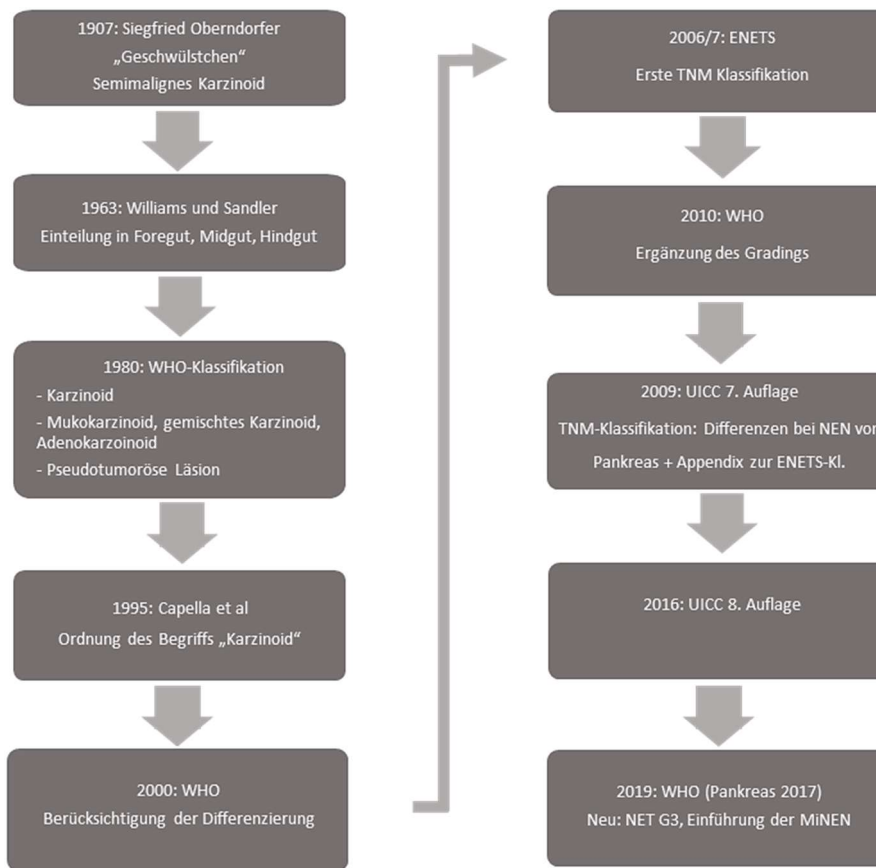 1907: Siegfried Oberndorfer
„Geschwülstchen“
Semimalignes Karzinoid
1963: Williams und Sandler
Einteilung in Foregut, Midgut, Hindgut
1980: WHO-Klassifikation
- Karzinoid
- Mukokarzinoid, gemischtes Karzinoid,
Adenokarzoinoid
- Pseudotumoröse Läsion
1995: Capella et al
Ordnung des Begriffs „Karzinoid“
2000: WHO
Berücksichtigung der Differenzierung
2006/7: ENETS
Erste TNM Klassifikation
2010: WHO
Ergänzung des Gradings
2009: UICC 7. Auflage
TNM-Klassifikation: Differenzen bei NEN von
Pankreas + Appendix zur ENETS-Kl.
2016: UICC 8. Auflage
2019: WHO (Pankreas 2017)
Neu: NET G3, Einführung der MiNEN